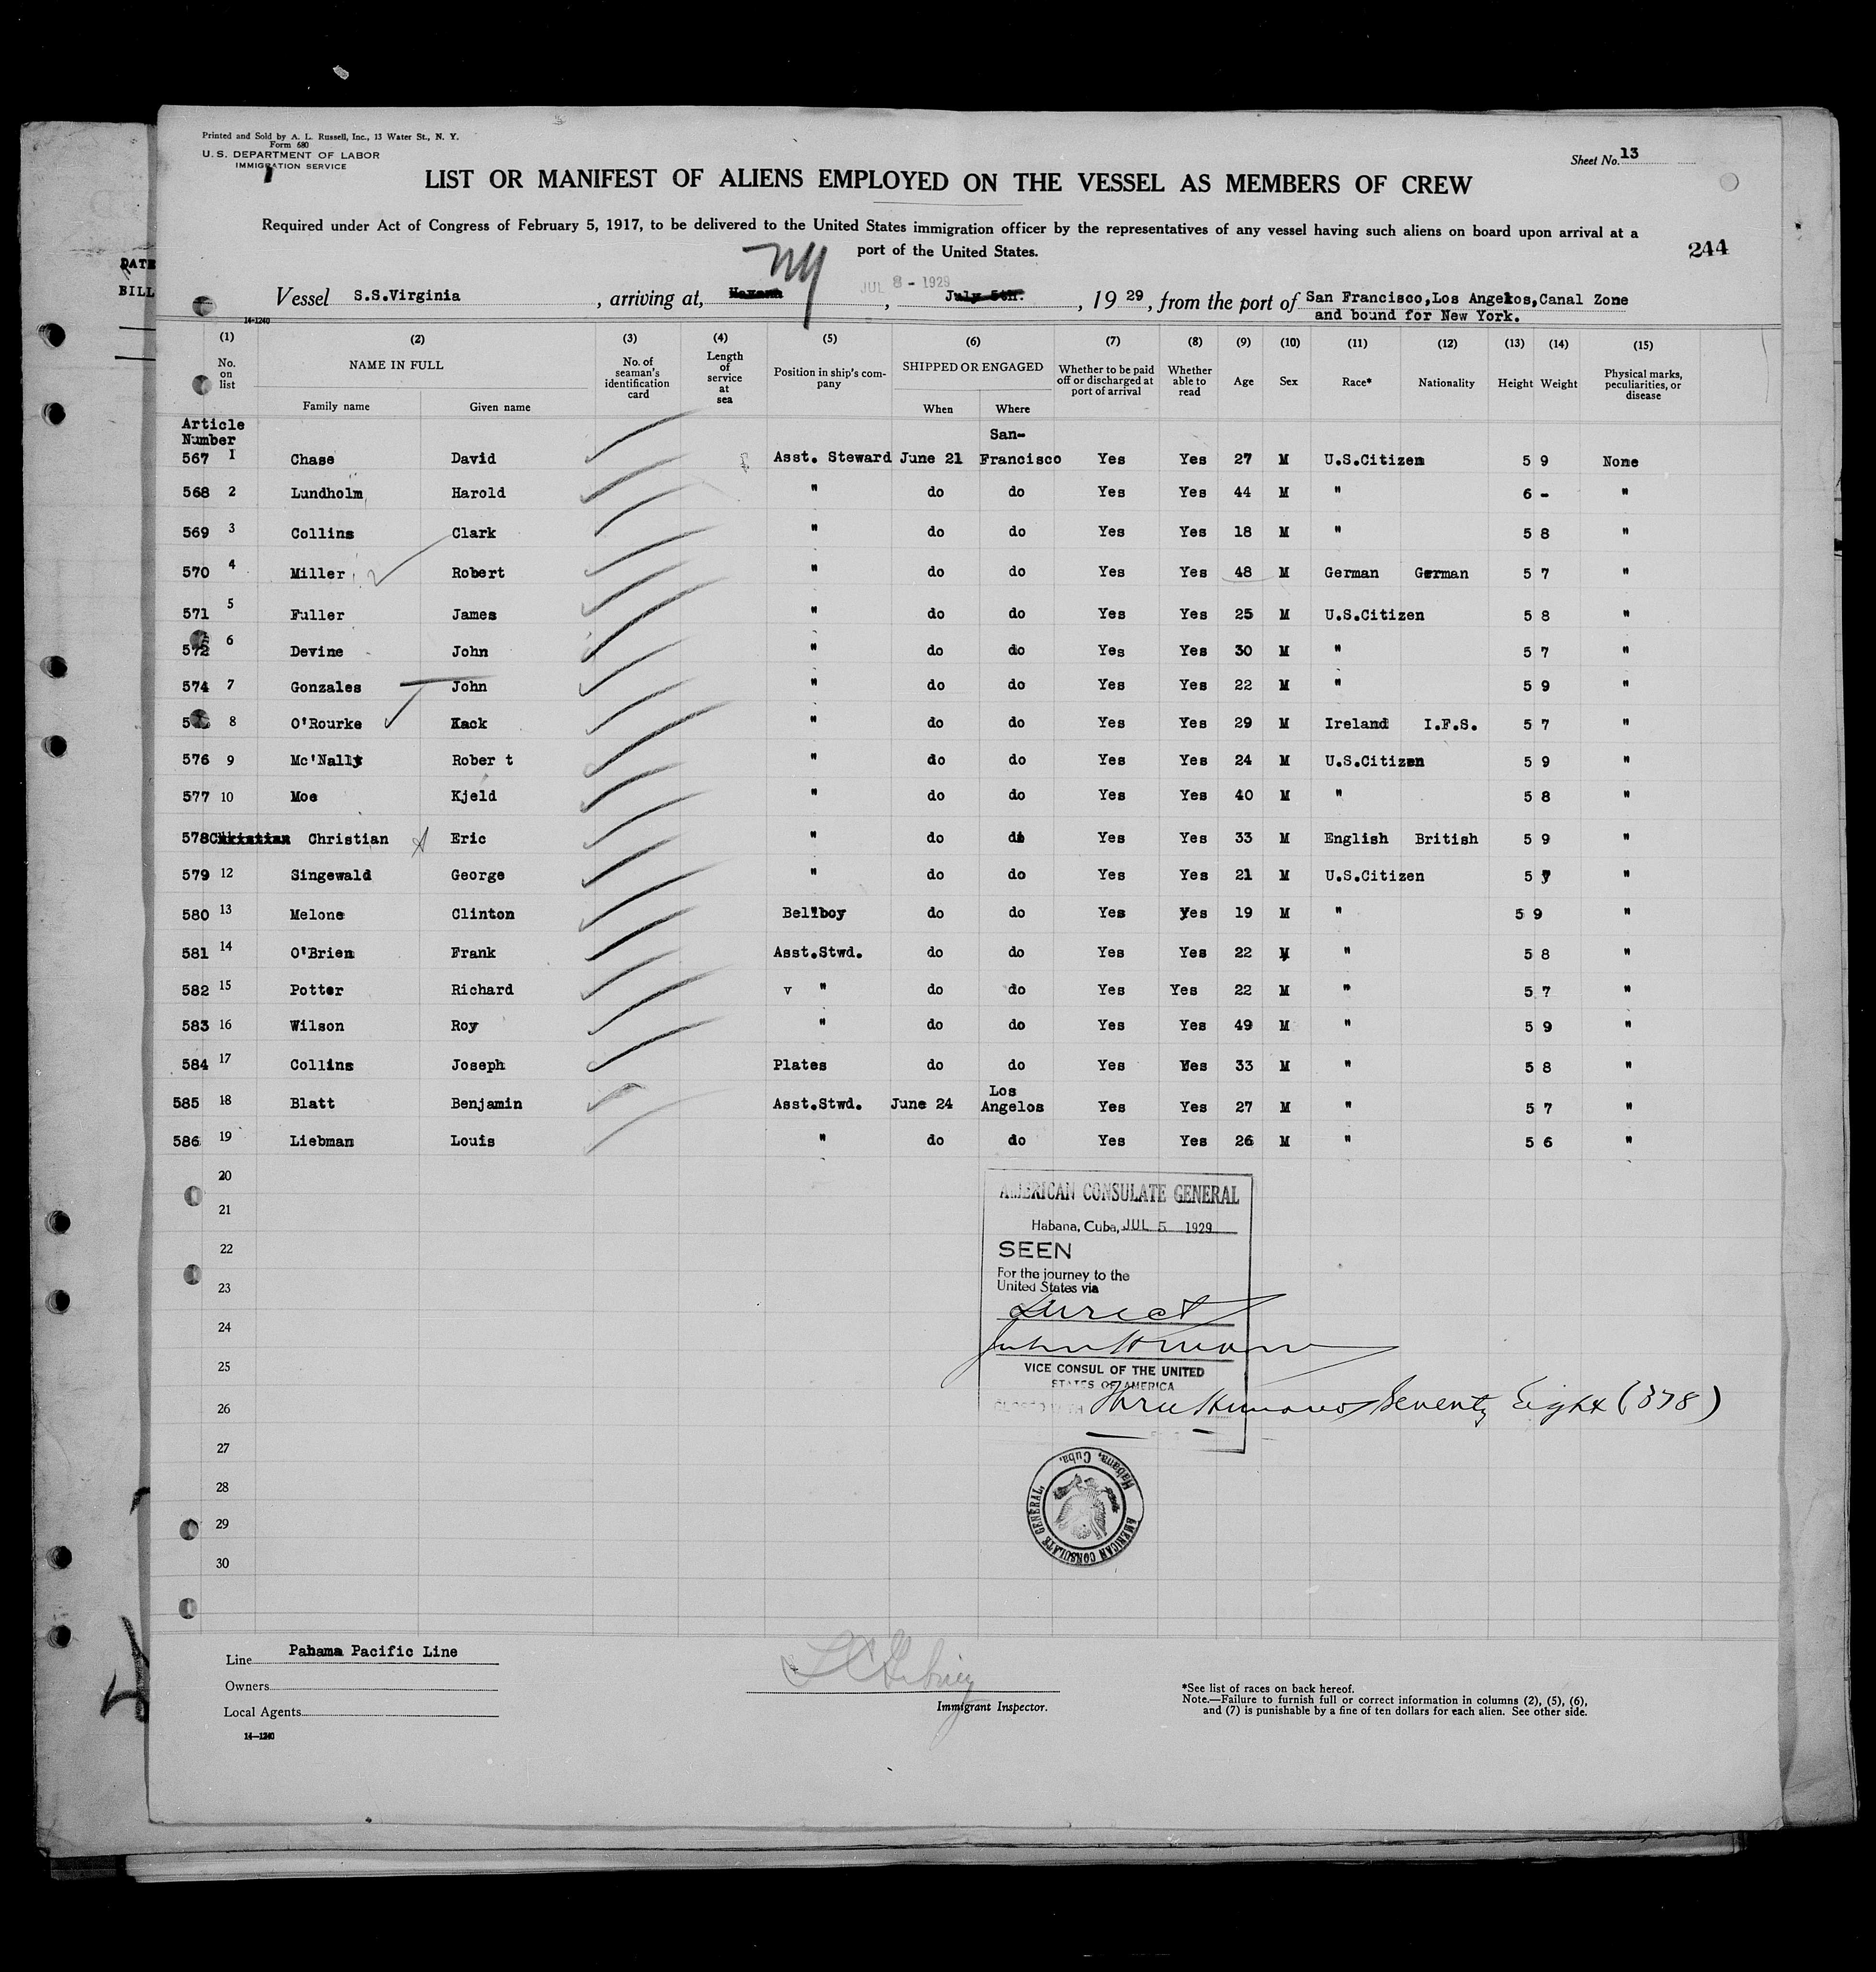 Printed and Sold by A. L. Russell, Inc., 13 Water St., N. Y.
Form 680
U. S. DEPARTMENT OF LABOR
IMMIGRATION SERVICE
Sheet No. 13
LIST OR MANIFEST OF ALIENS EMPLOYED ON THE VESSEL AS MEMBERS OF CREW
Required under Act of Congress of February 5, 1917, to be delivered to the United States immigration officer by the representatives of any vessel having such aliens on board upon arrival at a
port of the United States.
244
DATE
BILL
NY
JUL 8 - 1929
Vessel S.S.Virginia, arriving at, Havana, July 5th., 1929, from the port of San Francisco,Los Angelos,Canal Zone
and bound for New York.
14-1240
(1) (2) (3) (4) (5) (6) (7) (8) (9) (10) (11) (12) (13) (14) (15)
No. on list NAME IN FULL No. of seaman's identification card Length of service at sea Position in ship's company SHIPPED OR ENGAGED Whether to be paid off or discharged at port of arrival Whether able to read Age Sex Race* Nationality Height Weight Physical marks, peculiarities, or disease
Family name Given name When Where
Article
Number San-
567 1 Chase David Asst. Steward June 21 Francisco Yes Yes 27 M U.S.Citizen 5 9 None
568 2 Lundholm Harold " do do Yes Yes 44 M " 6 - "
569 3 Collins Clark " do do Yes Yes 18 M " 5 8 "
570 4 Miller Robert " do do Yes Yes 48 M German German 5 7 "
571 5 Fuller James " do do Yes Yes 25 M U.S.Citizen 5 8 "
572 6 Devine John " do do Yes Yes 30 M " 5 7 "
574 7 Gonzales John " do do Yes Yes 22 M " 5 9 "
8 O'Rourke Kack " do do Yes Yes 29 M Ireland I.F.S. 5 7 "
576 9 Mc'Nally Rober t " do do Yes Yes 24 M U.S.Citizen 5 9 "
577 10 Moe Kjeld " do do Yes Yes 40 M " 5 8 "
578 Christian Eric " do do Yes Yes 33 M English British 5 9 "
579 12 Singewald George " do do Yes Yes 21 M U.S.Citizen 5 7 "
580 13 Melone Clinton Bellboy do do Yes Yes 19 M " 5 9 "
581 14 O'Brien Frank Asst.Stwd. do do Yes Yes 22 M " 5 8 "
582 15 Potter Richard v " do do Yes Yes 22 M " 5 7 "
583 16 Wilson Roy " do do Yes Yes 49 M " 5 9 "
584 17 Collins Joseph Plates do do Yes Yes 33 M " 5 8 "
Los
585 18 Blatt Benjamin Asst.Stwd. June 24 Angelos Yes Yes 27 M " 5 7 "
586 19 Liebman Louis " do do Yes Yes 26 M " 5 6 "
20
21
22
23
24
25
26
27
28
29
30
AMERICAN CONSULATE GENERAL
Habana, Cuba, JUL 5 1929
SEEN
For the journey to the
United States via
Direct
VICE CONSUL OF THE UNITED
STATES OF AMERICA
Three Hundred Seventy Eight (378)
AMERICAN CONSULATE GENERAL, Habana, Cuba.
Line Panama Pacific Line
Owners
Local Agents
14-1240
Immigrant Inspector.
*See list of races on back hereof.
Note.—Failure to furnish full or correct information in columns (2), (5), (6),
and (7) is punishable by a fine of ten dollars for each alien. See other side.